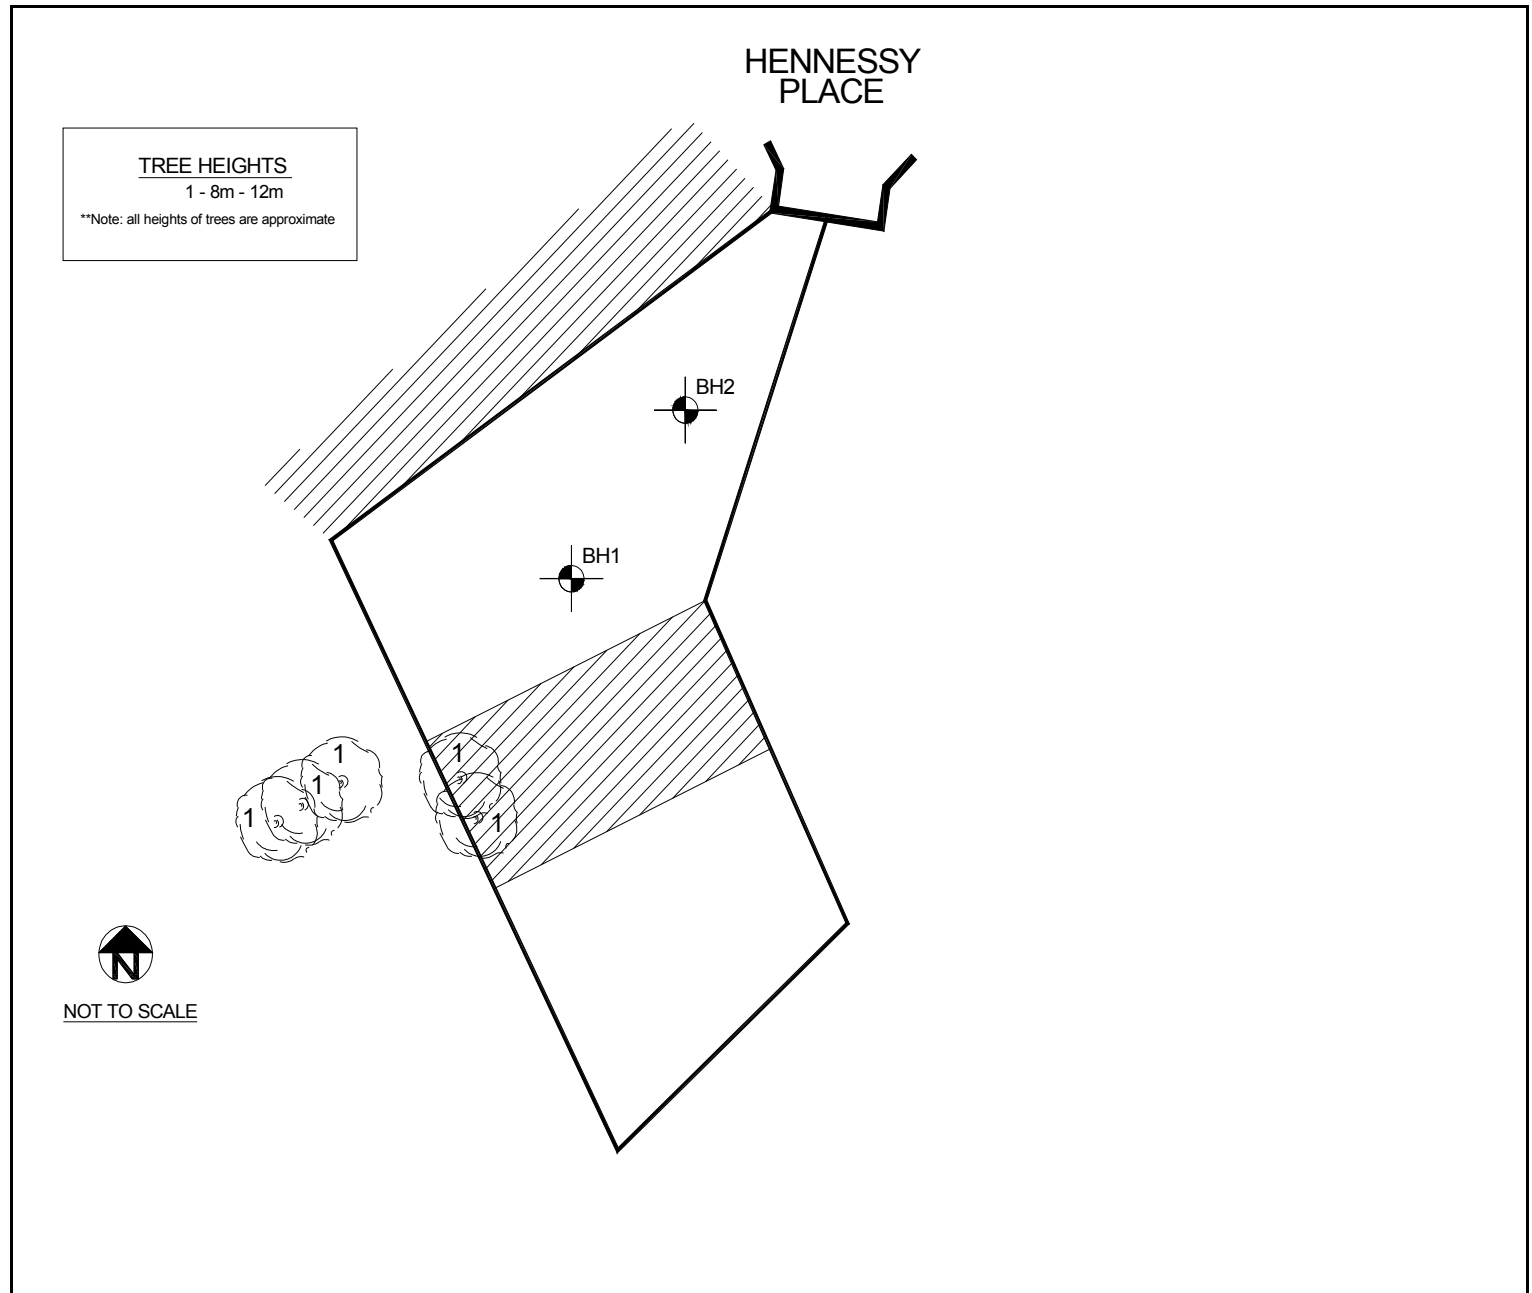 HENNESSY
PLACE
TREE HEIGHTS
1 - 8m - 12m
**Note: all heights of trees are approximate
BH2
BH1
1
1
1
1
1
N
NOT TO SCALE